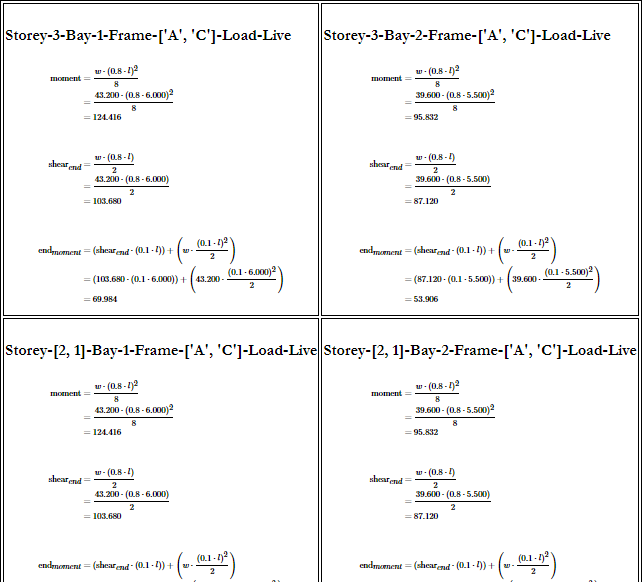 Storey-3-Bay-1-Frame-['A', 'C']-Load-Live
moment = w · (0.8 · l)² / 8
= 43.200 · (0.8 · 6.000)² / 8
= 124.416
shear_end = w · (0.8 · l) / 2
= 43.200 · (0.8 · 6.000) / 2
= 103.680
end_moment = (shear_end · (0.1 · l)) + (w · (0.1 · l)² / 2)
= (103.680 · (0.1 · 6.000)) + (43.200 · (0.1 · 6.000)² / 2)
= 69.984
Storey-3-Bay-2-Frame-['A', 'C']-Load-Live
moment = w · (0.8 · l)² / 8
= 39.600 · (0.8 · 5.500)² / 8
= 95.832
shear_end = w · (0.8 · l) / 2
= 39.600 · (0.8 · 5.500) / 2
= 87.120
end_moment = (shear_end · (0.1 · l)) + (w · (0.1 · l)² / 2)
= (87.120 · (0.1 · 5.500)) + (39.600 · (0.1 · 5.500)² / 2)
= 53.906
Storey-[2, 1]-Bay-1-Frame-['A', 'C']-Load-Live
moment = w · (0.8 · l)² / 8
= 43.200 · (0.8 · 6.000)² / 8
= 124.416
shear_end = w · (0.8 · l) / 2
= 43.200 · (0.8 · 6.000) / 2
= 103.680
end_moment = (shear_end · (0.1 · l)) + (w · (0.1 · l)² / 2)
Storey-[2, 1]-Bay-2-Frame-['A', 'C']-Load-Live
moment = w · (0.8 · l)² / 8
= 39.600 · (0.8 · 5.500)² / 8
= 95.832
shear_end = w · (0.8 · l) / 2
= 39.600 · (0.8 · 5.500) / 2
= 87.120
end_moment = (shear_end · (0.1 · l)) + (w · (0.1 · l)² / 2)